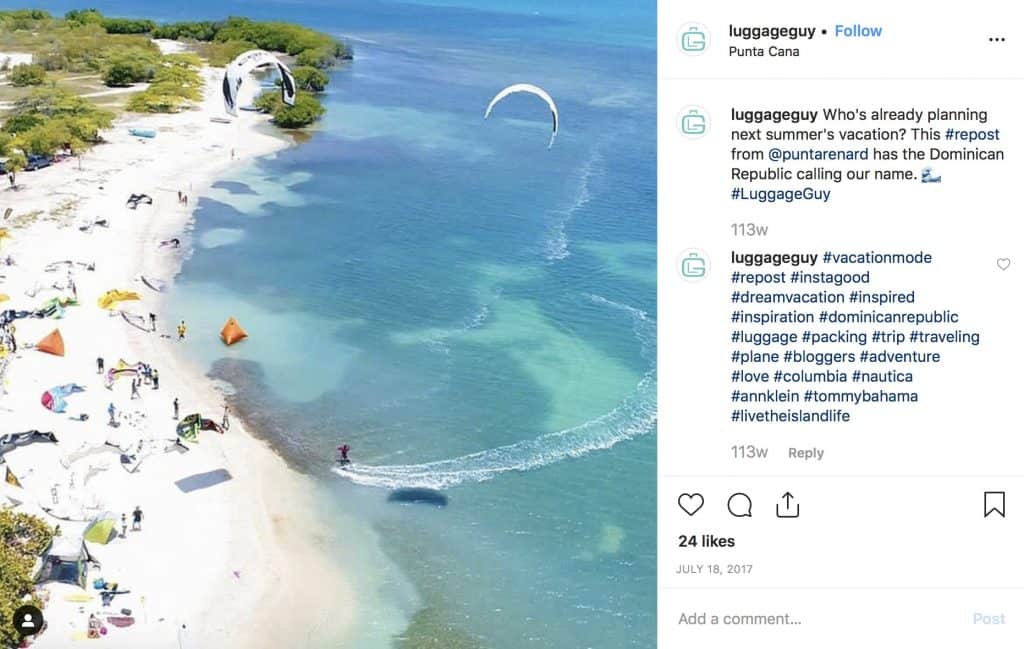 luggageguy • Follow
Punta Cana
luggageguy Who's already planning
next summer's vacation? This #repost
from @puntarenard has the Dominican
Republic calling our name. 🌊
#LuggageGuy
113w
luggageguy #vacationmode
#repost #instagood
#dreamvacation #inspired
#inspiration #dominicanrepublic
#luggage #packing #trip #traveling
#plane #bloggers #adventure
#love #columbia #nautica
#annklein #tommybahama
#livetheislandlife
113w Reply
24 likes
JULY 18, 2017
Add a comment... Post